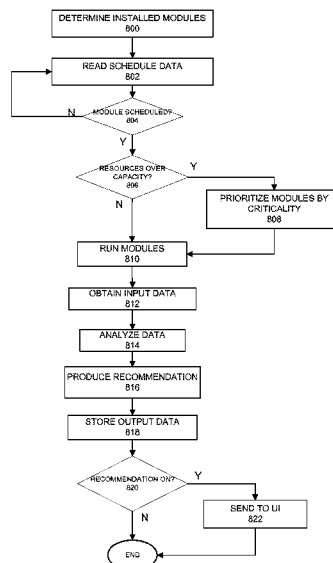 DETERMINE INSTALLED MODULES
800
READ SCHEDULE DATA
802
N
MODULE SCHEDULED?
804
Y
RESOURCES OVER
CAPACITY?
806
Y
N
PRIORITIZE MODULES BY
CRITICALITY
808
RUN MODULES
810
OBTAIN INPUT DATA
812
ANALYZE DATA
814
PRODUCE RECOMMENDATION
816
STORE OUTPUT DATA
818
RECOMMENDATION ON?
820
Y
N
SEND TO UI
822
END